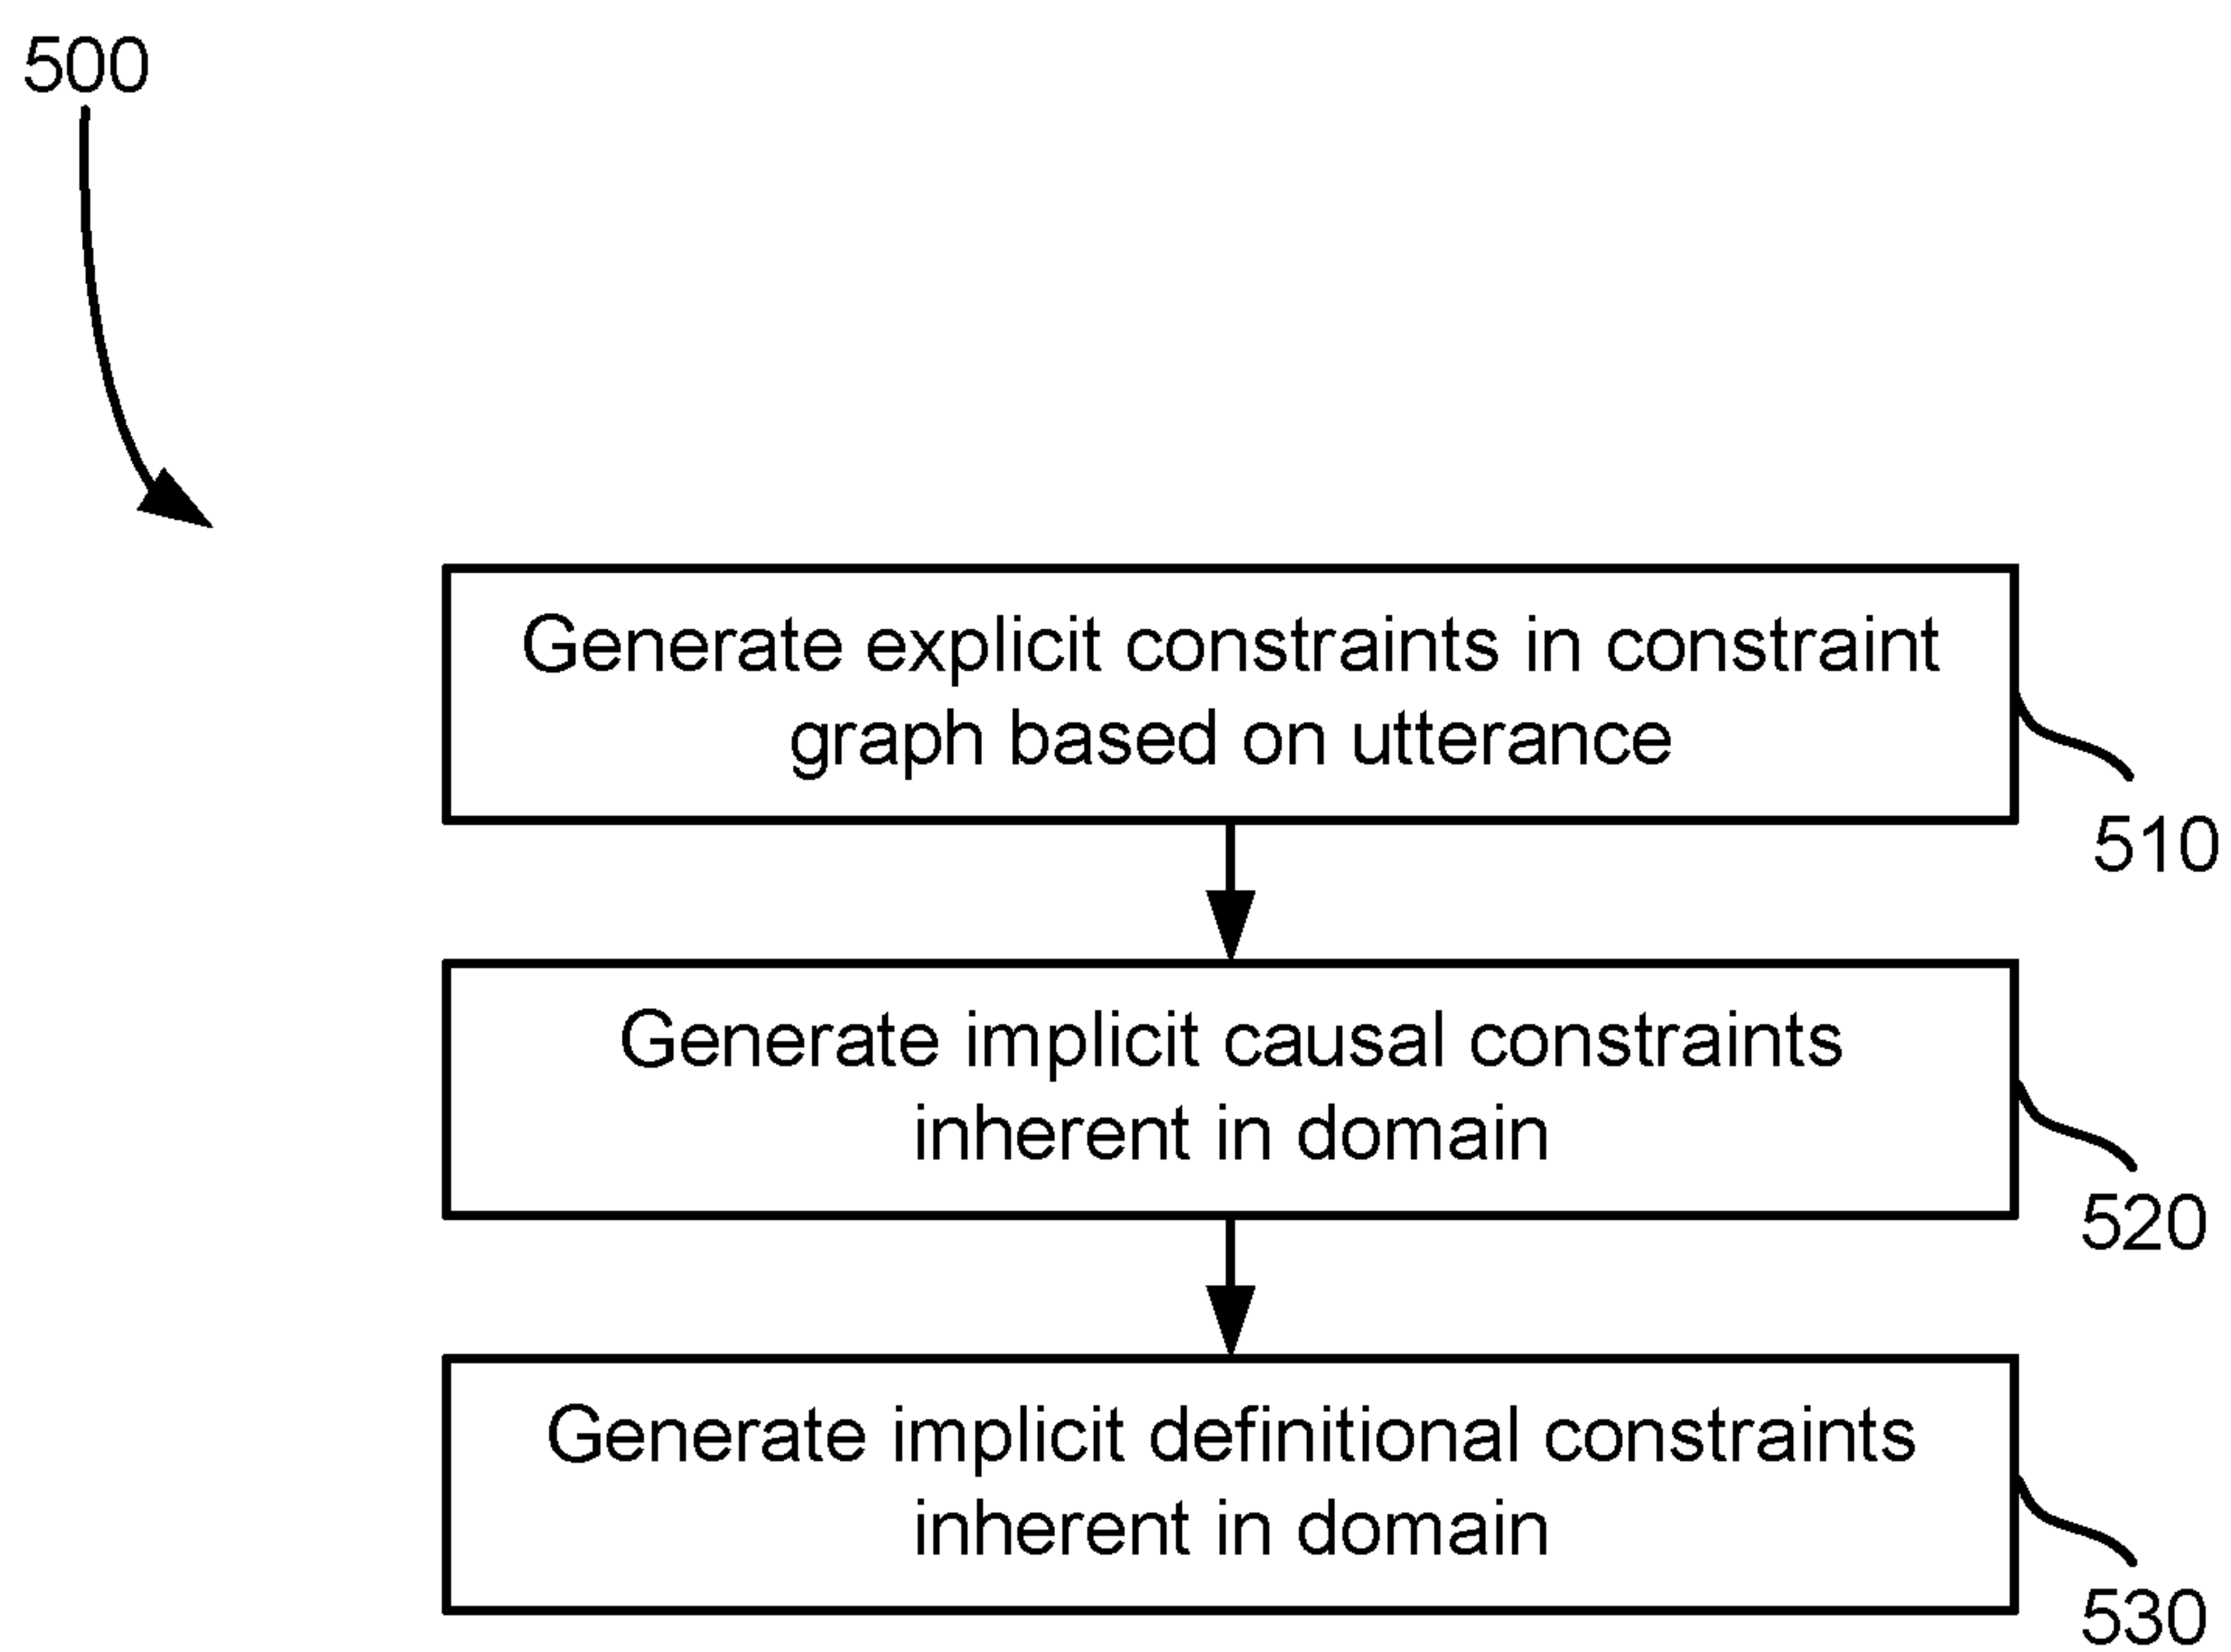 500
Generate explicit constraints in constraint
graph based on utterance
510
Generate implicit causal constraints
inherent in domain
520
Generate implicit definitional constraints
inherent in domain
530